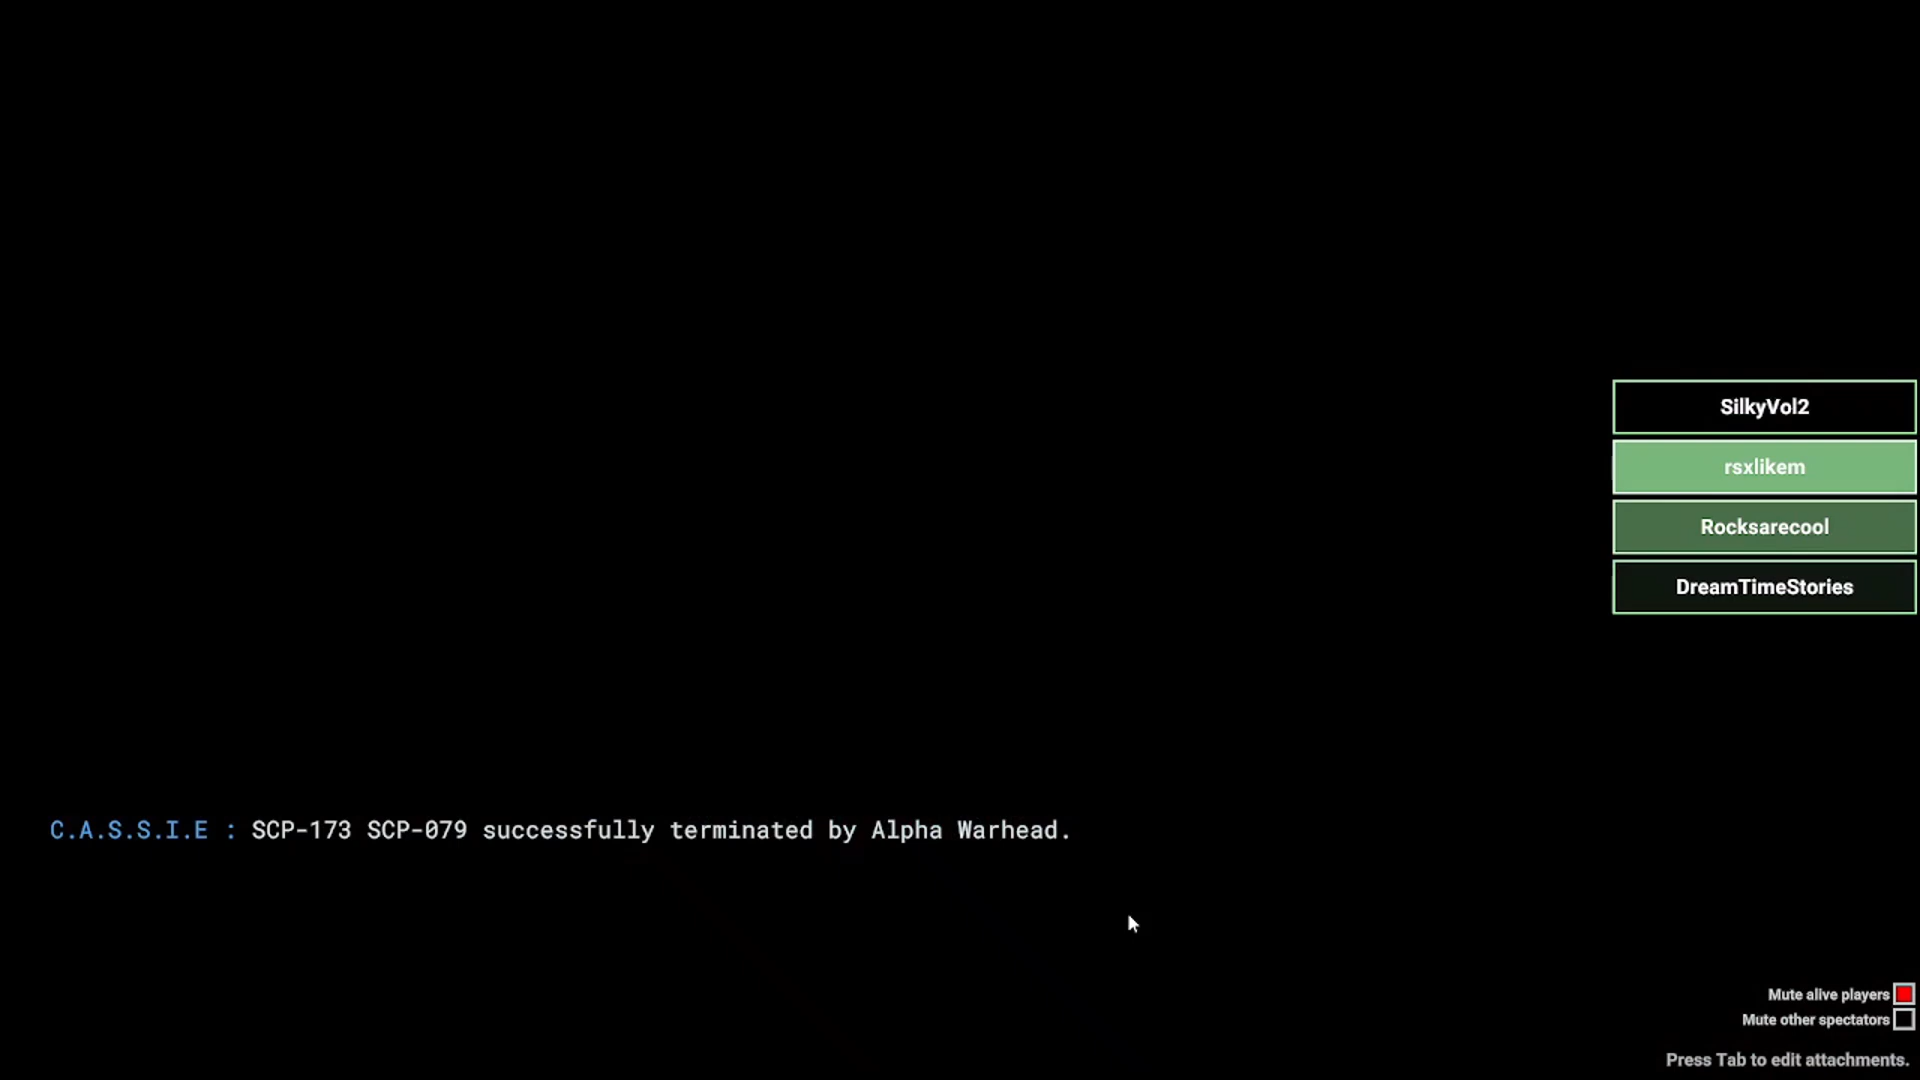 SilkyVol2
rsxlikem
Rocksarecool
DreamTimeStories
C.A.S.S.I.E : SCP-173 SCP-079 successfully terminated by Alpha Warhead.
Mute alive players
Mute other spectators
Press Tab to edit attachments.